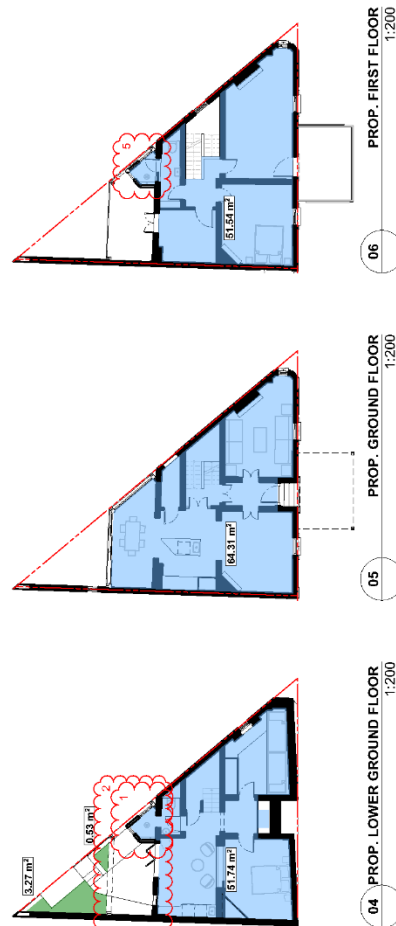 5
51.54 m²
06
PROP. FIRST FLOOR
1:200
64.31 m²
05
PROP. GROUND FLOOR
1:200
3.27 m²
0.53 m²
2
1
51.74 m²
04
PROP. LOWER GROUND FLOOR
1:200